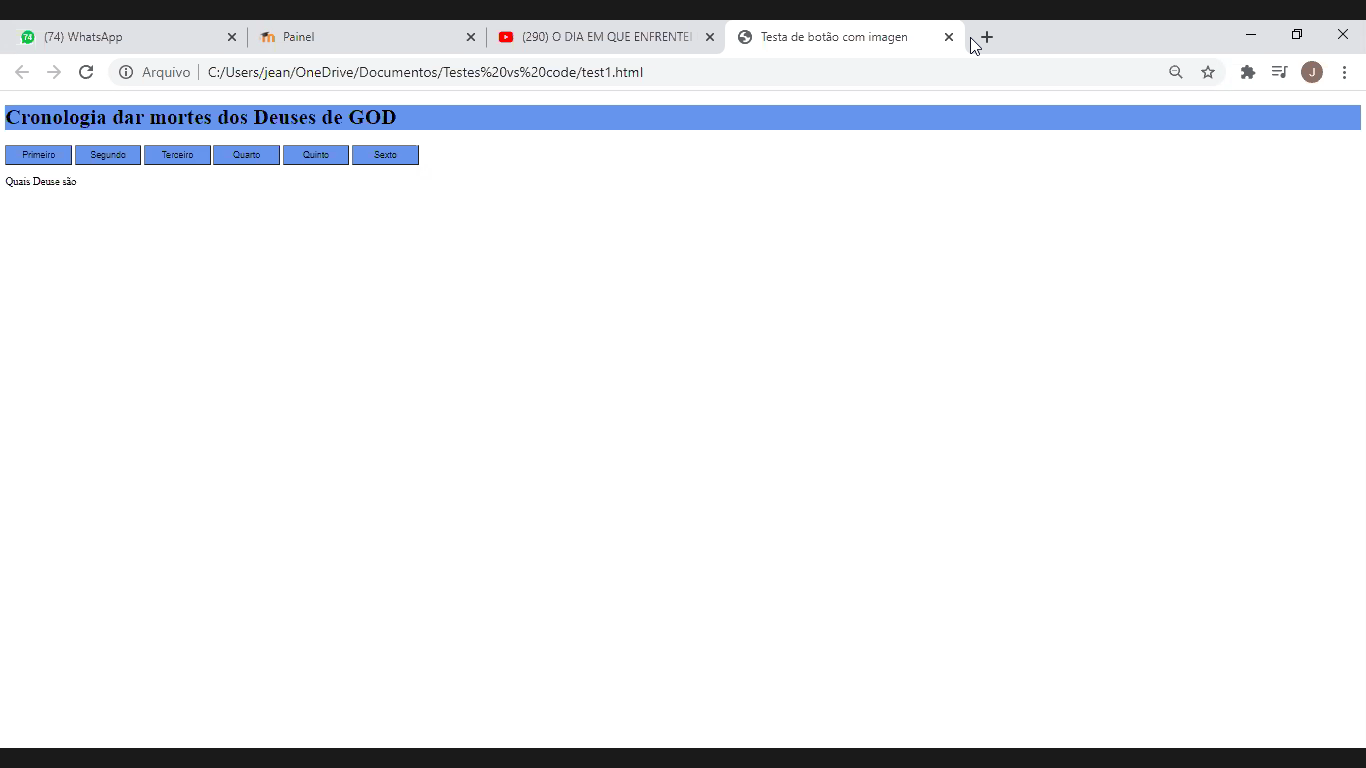 (74) WhatsApp Painel (290) O DIA EM QUE ENFRENTEI Testa de botão com imagen
Arquivo C:/Users/jean/OneDrive/Documentos/Testes%20vs%20code/test1.html J
Cronologia dar mortes dos Deuses de GOD
Primeiro Segundo Terceiro Quarto Quinto Sexto
Quais Deuse são